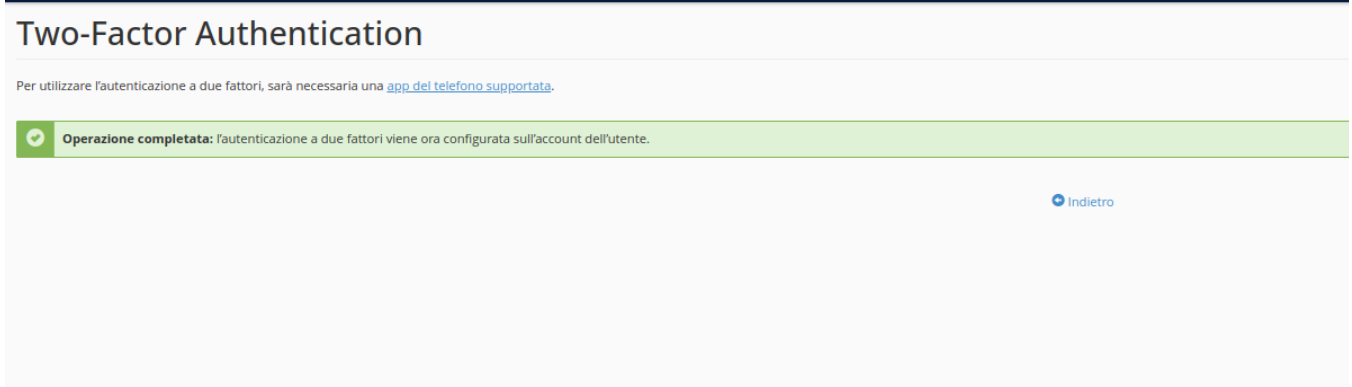 Two-Factor Authentication
Per utilizzare l'autenticazione a due fattori, sarà necessaria una app del telefono supportata.
Operazione completata: l'autenticazione a due fattori viene ora configurata sull'account dell'utente.
Indietro